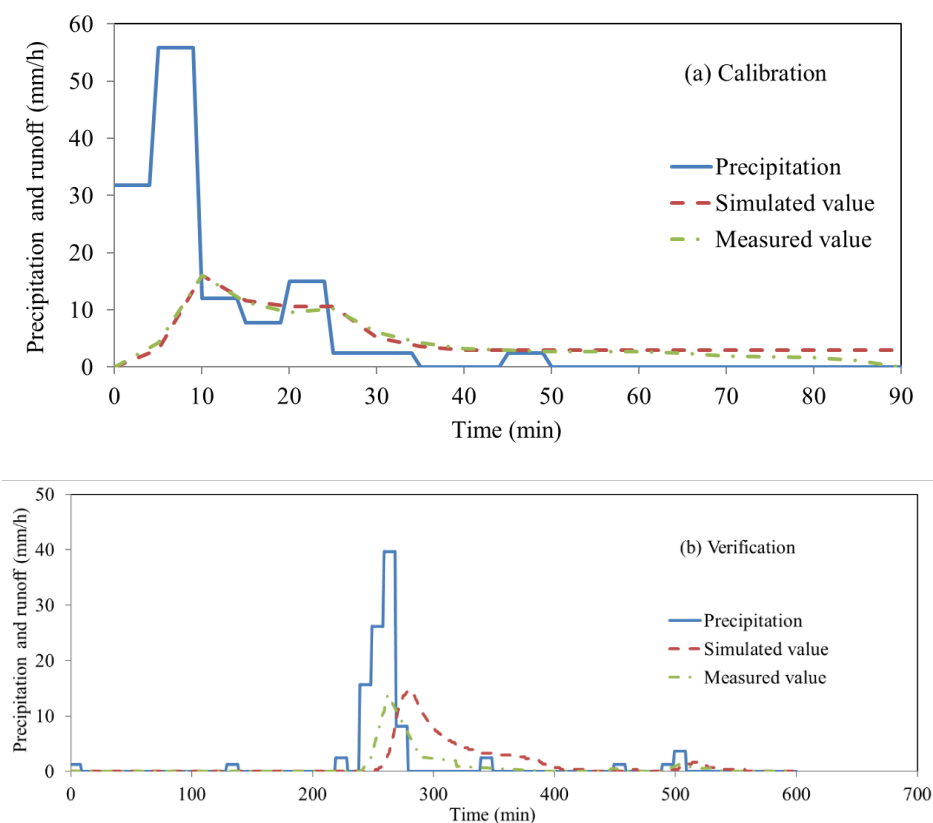 60
50
40
30
20
10
0
Precipitation and runoff (mm/h)
(a) Calibration
Precipitation
Simulated value
Measured value
0 10 20 30 40 50 60 70 80 90
Time (min)
50
40
30
20
10
0
Precipitation and runoff (mm/h)
(b) Verification
Precipitation
Simulated value
Measured value
0 100 200 300 400 500 600 700
Time (min)